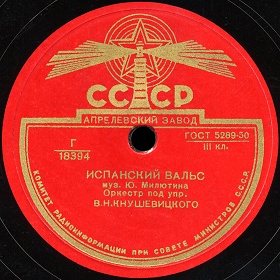 СССР
АПРЕЛЕВСКИЙ ЗАВОД
Г
18394
ГОСТ 5289-50
III кл.
ИСПАНСКИЙ ВАЛЬС
муз. Ю. Милютина
Оркестр под упр.
В.Н.КНУШЕВИЦКОГО
КОМИТЕТ РАДИОИНФОРМАЦИИ ПРИ СОВЕТЕ МИНИСТРОВ С.С.С.Р.